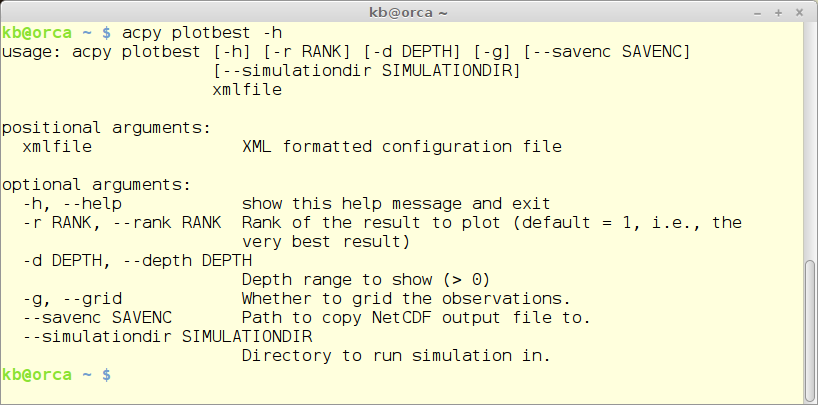 kb@orca ~
kb@orca ~ $ acpy plotbest -h
usage: acpy plotbest [-h] [-r RANK] [-d DEPTH] [-g] [--savenc SAVENC]
                     [--simulationdir SIMULATIONDIR]
                     xmlfile

positional arguments:
  xmlfile               XML formatted configuration file

optional arguments:
  -h, --help            show this help message and exit
  -r RANK, --rank RANK  Rank of the result to plot (default = 1, i.e., the
                        very best result)
  -d DEPTH, --depth DEPTH
                        Depth range to show (> 0)
  -g, --grid            Whether to grid the observations.
  --savenc SAVENC       Path to copy NetCDF output file to.
  --simulationdir SIMULATIONDIR
                        Directory to run simulation in.
kb@orca ~ $